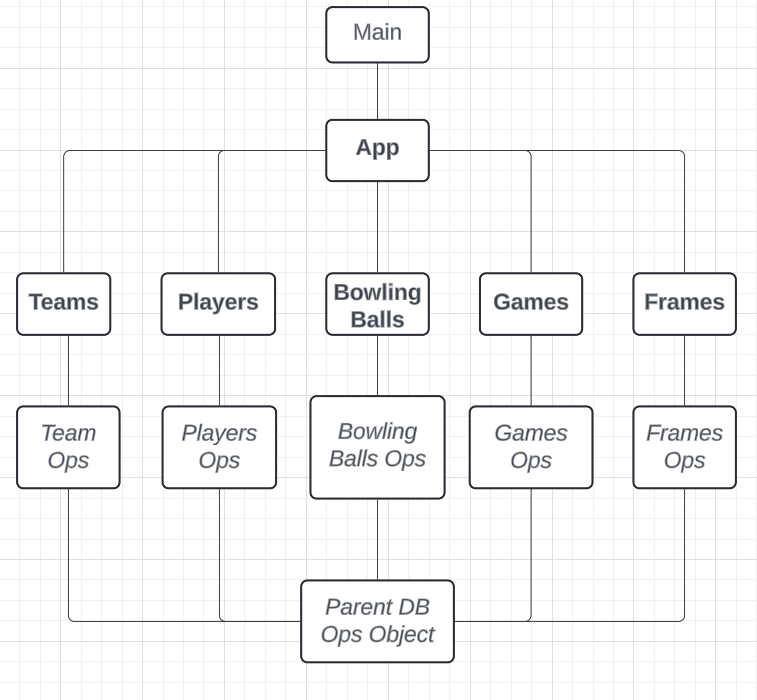 Main
App
Teams
Players
Bowling
Balls
Games
Frames
Team
Ops
Players
Ops
Bowling
Balls Ops
Games
Ops
Frames
Ops
Parent DB
Ops Object